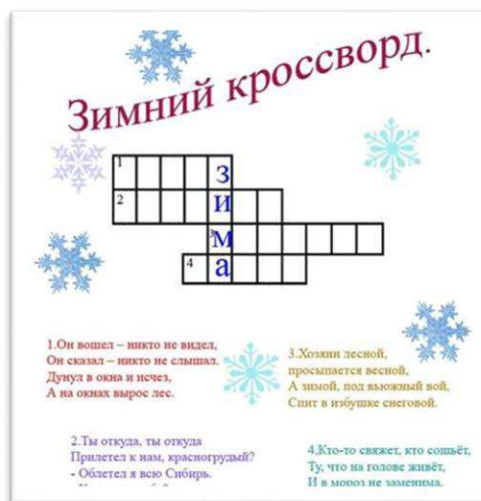 Зимний кроссворд.
1
З
2
И
3
М
4
а
1.Он вошел – никто не видел,
Он сказал – никто не слышал.
Дунул в окна и исчез,
А на окнах вырос лес.
3.Хозяин лесной,
просыпается весной,
А зимой, под вьюжный вой,
Спит в избушке снеговой.
2.Ты откуда, ты откуда
Прилетел к нам, красногрудый?
- Облетел я всю Сибирь.
4.Кто-то свяжет, кто сошьёт,
Ту, что на голове живёт,
И в мороз не заменима.